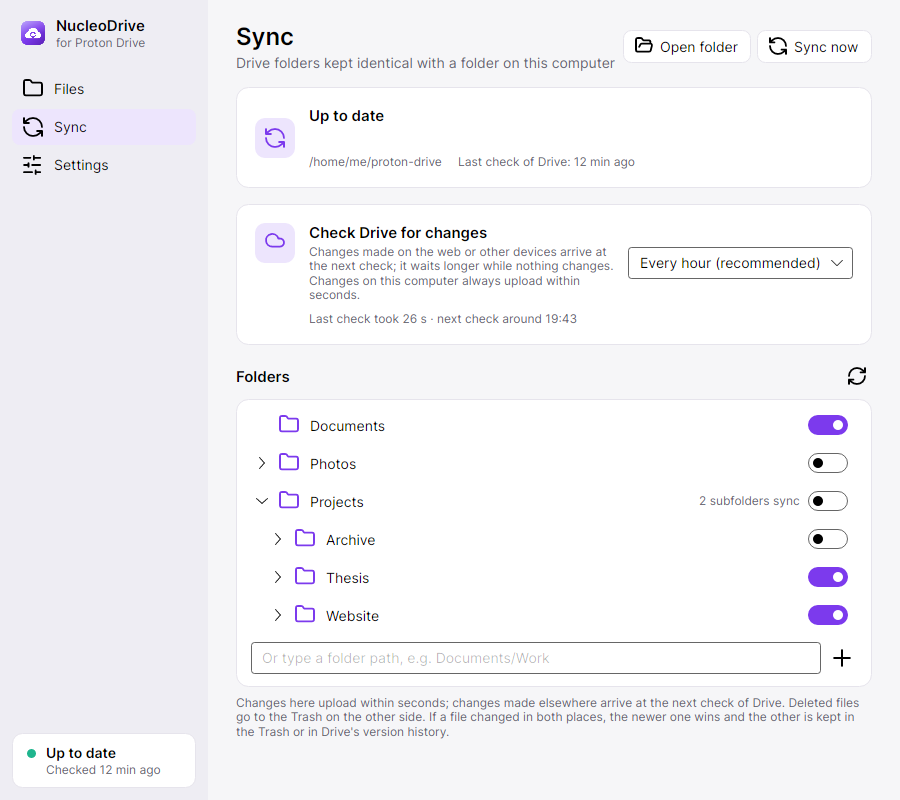 NucleoDrive
for Proton Drive
Files
Sync
Settings
Up to date
Checked 12 min ago
Sync
Drive folders kept identical with a folder on this computer
Open folder
Sync now
Up to date
/home/me/proton-drive
Last check of Drive: 12 min ago
Check Drive for changes
Changes made on the web or other devices arrive at
the next check; it waits longer while nothing changes.
Changes on this computer always upload within
seconds.
Last check took 26 s · next check around 19:43
Every hour (recommended)
Folders
Documents
Photos
Projects
2 subfolders sync
Archive
Thesis
Website
Or type a folder path, e.g. Documents/Work
Changes here upload within seconds; changes made elsewhere arrive at the next check of Drive. Deleted files
go to the Trash on the other side. If a file changed in both places, the newer one wins and the other is kept in
the Trash or in Drive's version history.